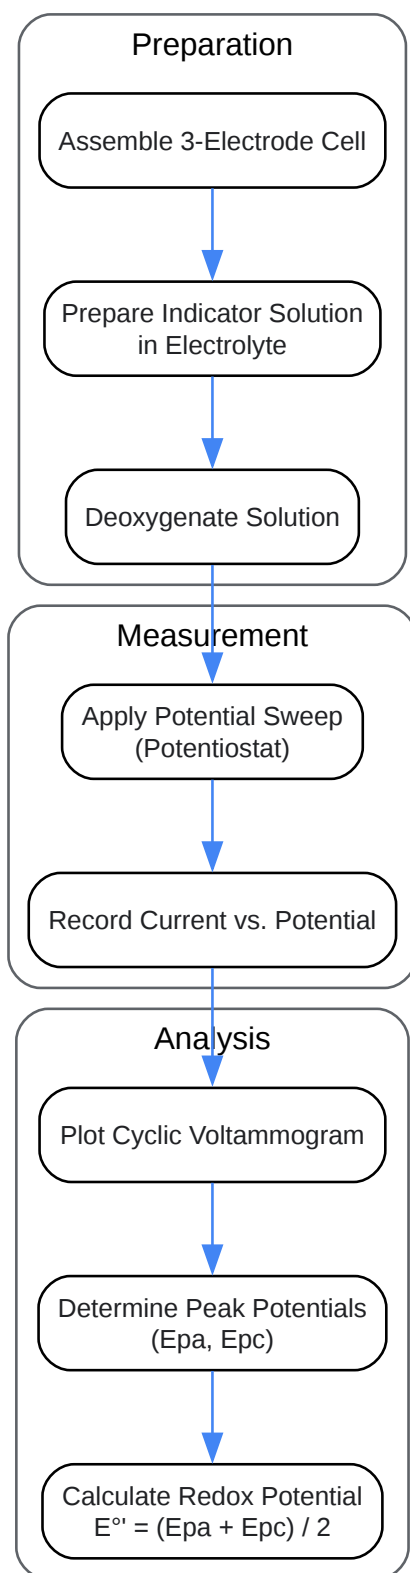 Preparation
Assemble 3-Electrode Cell
Prepare Indicator Solution
in Electrolyte
Deoxygenate Solution
Measurement
Apply Potential Sweep
(Potentiostat)
Record Current vs. Potential
Analysis
Plot Cyclic Voltammogram
Determine Peak Potentials
(Epa, Epc)
Calculate Redox Potential
E°' = (Epa + Epc) / 2